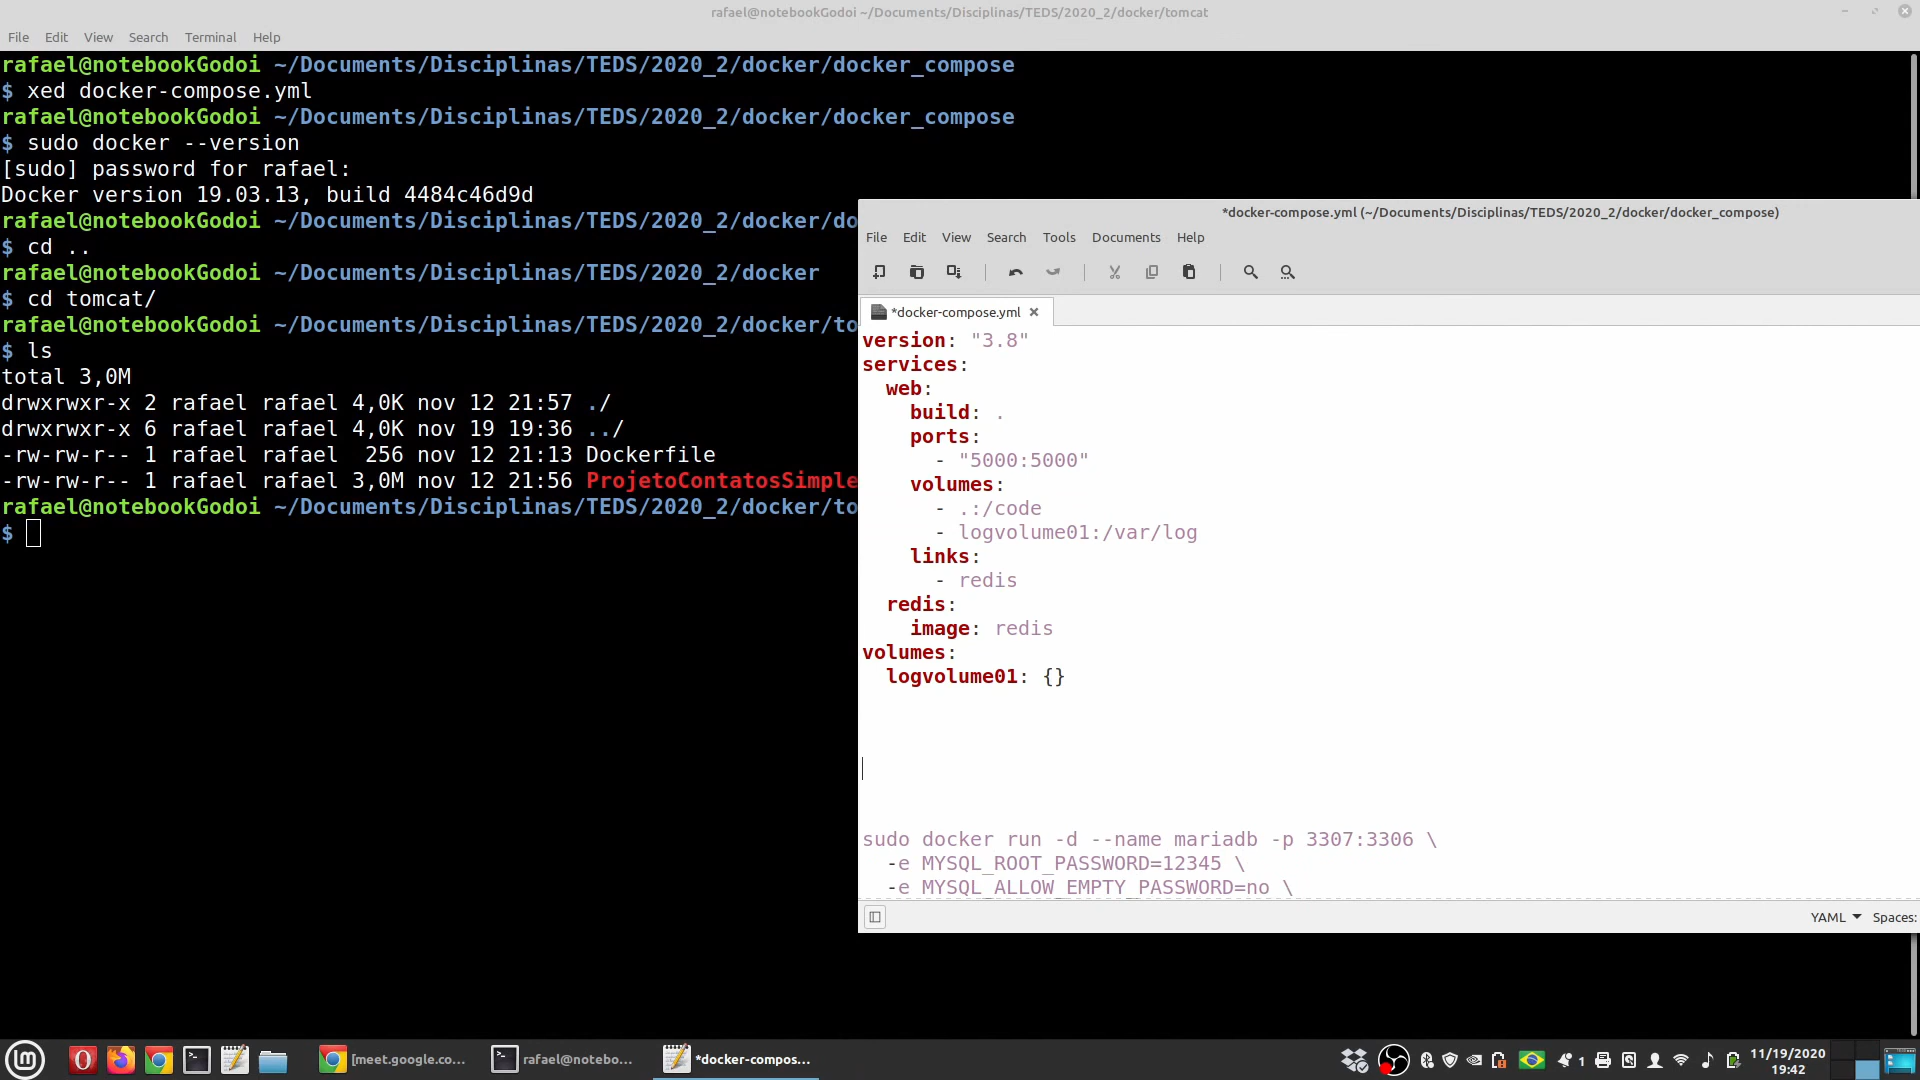 rafael@notebookGodoi ~/Documents/Disciplinas/TEDS/2020_2/docker/tomcat
File Edit View Search Terminal Help
rafael@notebookGodoi ~/Documents/Disciplinas/TEDS/2020_2/docker/docker_compose
$ xed docker-compose.yml
rafael@notebookGodoi ~/Documents/Disciplinas/TEDS/2020_2/docker/docker_compose
$ sudo docker --version
[sudo] password for rafael:
Docker version 19.03.13, build 4484c46d9d
rafael@notebookGodoi ~/Documents/Disciplinas/TEDS/2020_2/docker/do
$ cd ..
rafael@notebookGodoi ~/Documents/Disciplinas/TEDS/2020_2/docker
$ cd tomcat/
rafael@notebookGodoi ~/Documents/Disciplinas/TEDS/2020_2/docker/to
$ ls
total 3,0M
drwxrwxr-x 2 rafael rafael 4,0K nov 12 21:57 ./
drwxrwxr-x 6 rafael rafael 4,0K nov 19 19:36 ../
-rw-rw-r-- 1 rafael rafael  256 nov 12 21:13 Dockerfile
-rw-rw-r-- 1 rafael rafael 3,0M nov 12 21:56 ProjetoContatosSimple
rafael@notebookGodoi ~/Documents/Disciplinas/TEDS/2020_2/docker/to
$
*docker-compose.yml (~/Documents/Disciplinas/TEDS/2020_2/docker/docker_compose)
File Edit View Search Tools Documents Help
*docker-compose.yml
version: "3.8"
services:
  web:
    build: .
    ports:
      - "5000:5000"
    volumes:
      - .:/code
      - logvolume01:/var/log
    links:
      - redis
  redis:
    image: redis
volumes:
  logvolume01: {}
sudo docker run -d --name mariadb -p 3307:3306 \
  -e MYSQL_ROOT_PASSWORD=12345 \
  -e MYSQL_ALLOW_EMPTY_PASSWORD=no \
YAML Spaces:
[meet.google.co...
rafael@notebo...
*docker-compos...
1
11/19/2020
19:42